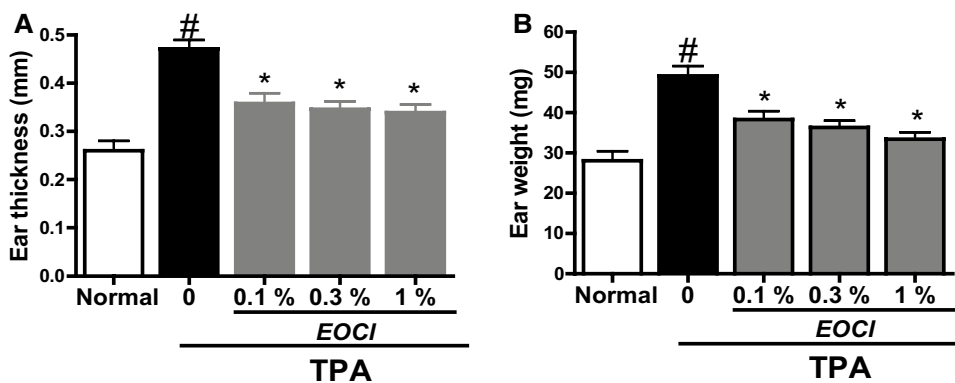 A
Ear thickness (mm)
0.5
0.4
0.3
0.2
0.1
0.0
#
* * *
Normal 0 0.1 % 0.3 % 1 %
EOCI
TPA
B
Ear weight (mg)
60
50
40
30
20
10
0
#
* * *
Normal 0 0.1 % 0.3 % 1 %
EOCI
TPA